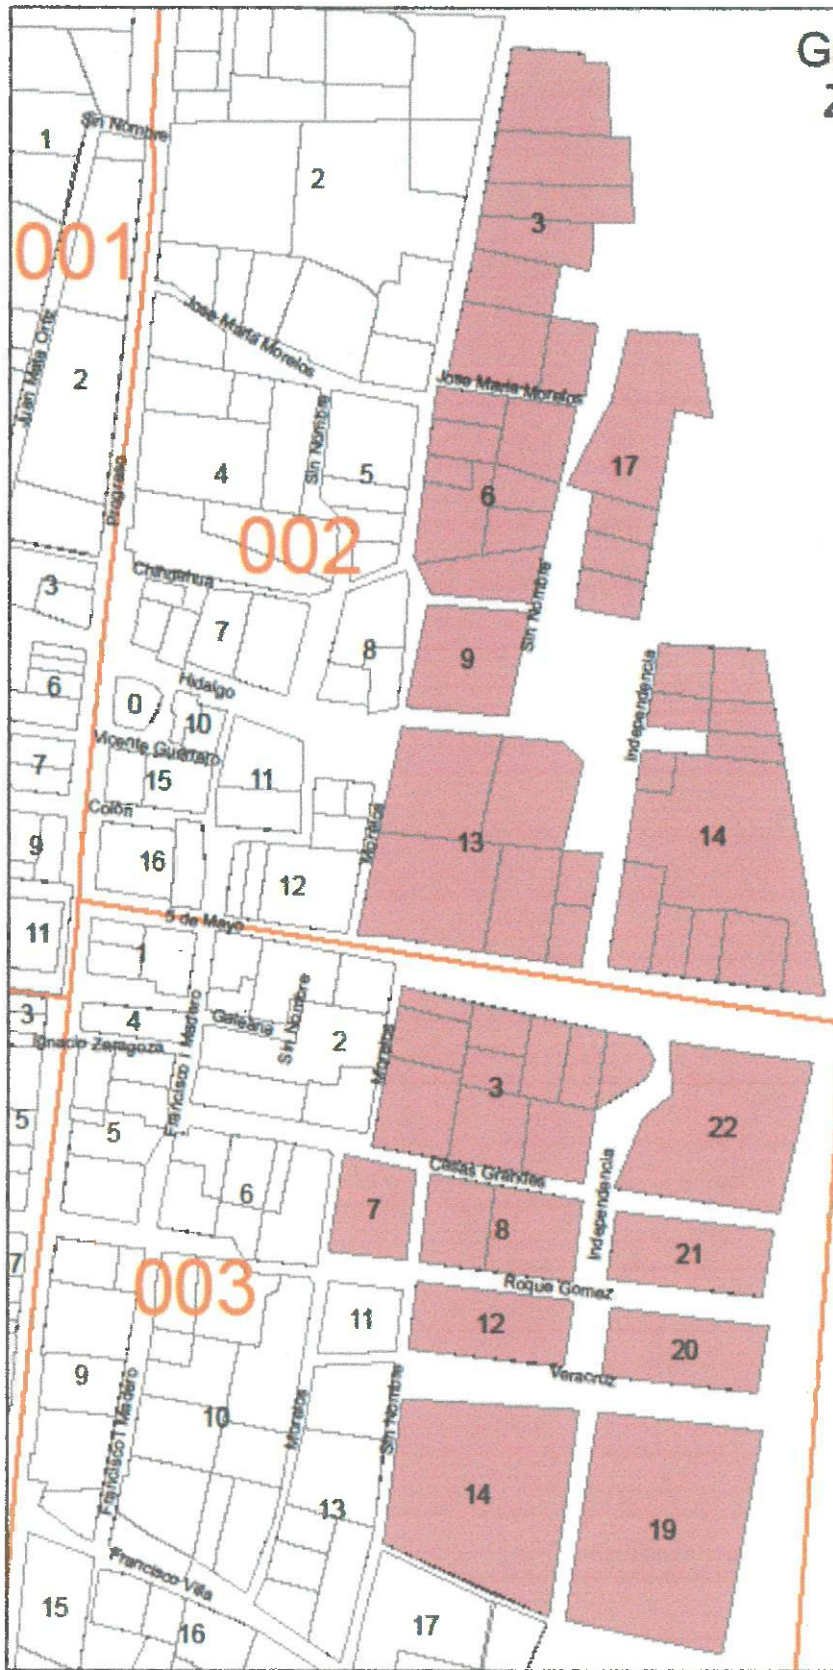 G
2
1
Sin Nombre
2
3
001
Jose Maria Morelos
Juan Mata Ortiz
2
Jose Maria Morelos
Sin Nombre
4
5
17
6
Progreso
002
Chihuahua
3
Sin Nombre
7
8
9
Independencia
6
Hidalgo
0
10
Vicente Guerrero
7
15
11
Colón
Morelos
13
14
9
16
12
5 de Mayo
11
1
Francisco I Madero
Sin Nombre
3
4
Galeana
2
Morelos
Ignacio Zaragoza
3
5
5
22
Casas Grandes
Independencia
6
7
8
21
7
003
Roque Gomez
11
12
20
9
Veracruz
Francisco I Madero
10
Morelos
Sin Nombre
13
14
19
Francisco Villa
15
16
17